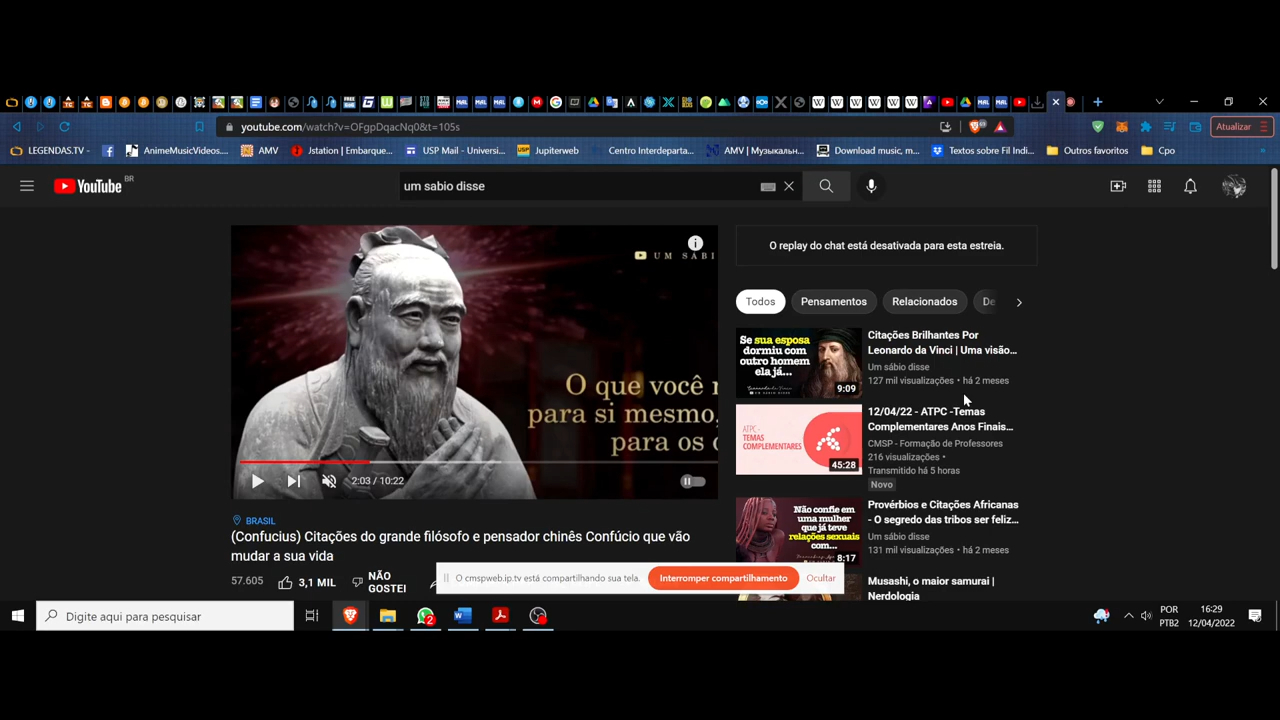 youtube.com/watch?v=OFgpDqacNq0&t=105s
Atualizar
LEGENDAS.TV -
AnimeMusicVideos...
AMV
Jstation | Embarque...
USP Mail - Universi...
Jupiterweb
Centro Interdeparta...
AMV | Музыкальн...
Download music, m...
Textos sobre Fil Indi...
Outros favoritos
Cpo
YouTube BR
um sabio disse
UM SABI
O que você
para si mesmo,
para os
2:03 / 10:22
O replay do chat está desativada para esta estreia.
Todos
Pensamentos
Relacionados
De
Se sua esposa
dormiu com
outro homem
ela já...
9:09
Citações Brilhantes Por
Leonardo da Vinci | Uma visão...
Um sábio disse
127 mil visualizações • há 2 meses
ATPC -
TEMAS
COMPLEMENTARES
45:28
12/04/22 - ATPC -Temas
Complementares Anos Finais...
CMSP - Formação de Professores
216 visualizações •
Transmitido há 5 horas
Novo
Não confie em
uma mulher
que já teve
relações sexuais
com...
8:17
Provérbios e Citações Africanas
- O segredo das tribos ser feliz...
Um sábio disse
131 mil visualizações • há 2 meses
Musashi, o maior samurai |
Nerdologia
BRASIL
(Confucius) Citações do grande filósofo e pensador chinês Confúcio que vão
mudar a sua vida
57.605
3,1 MIL
NÃO
GOSTEI
O cmspweb.ip.tv está compartilhando sua tela.
Interromper compartilhamento
Ocultar
Digite aqui para pesquisar
2
POR
PTB2
16:29
12/04/2022